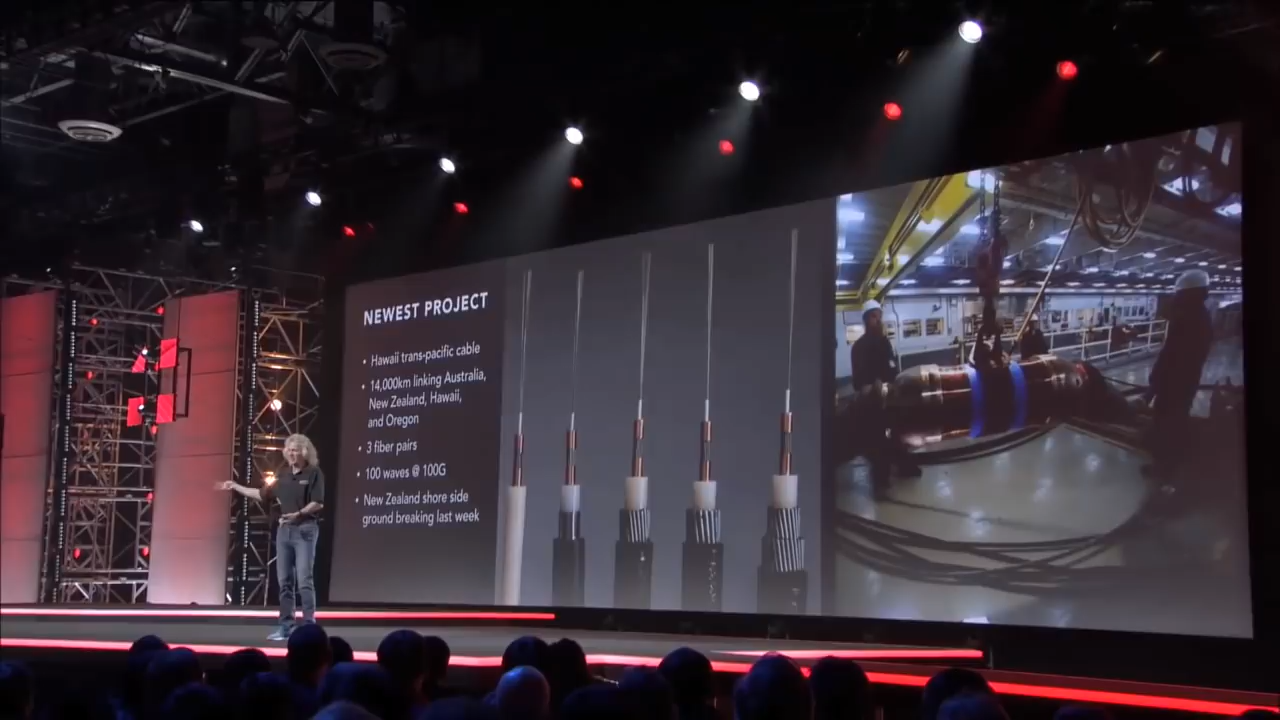 NEWEST PROJECT
• Hawaii trans-pacific cable
• 14,000km linking Australia,
New Zealand, Hawaii,
and Oregon
• 3 fiber pairs
• 100 waves @ 100G
• New Zealand shore side
ground breaking last week